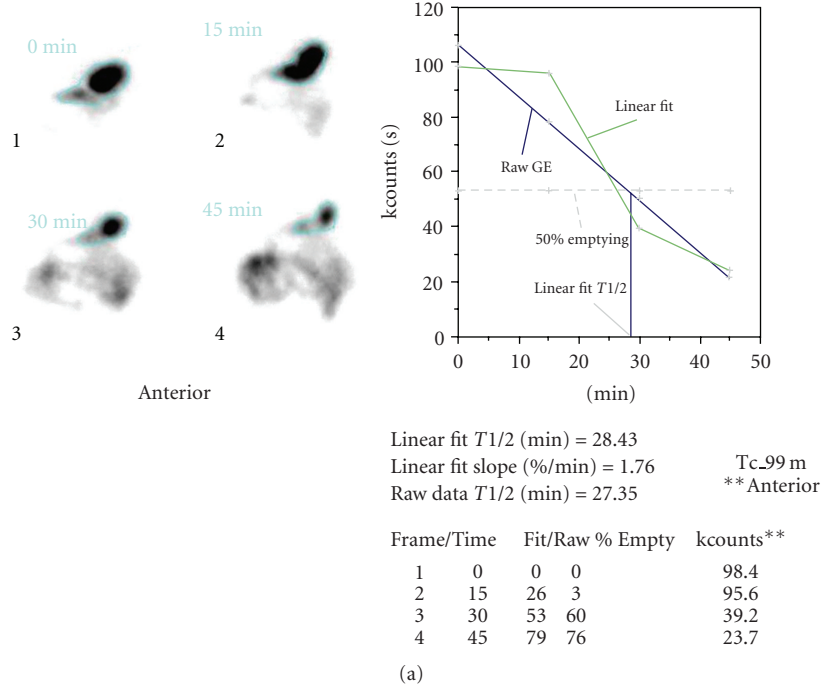 0 min
15 min
1
2
30 min
45 min
3
4
Anterior
120
100
80
60
40
20
0
kcounts (s)
Linear fit
Raw GE
50% emptying
Linear fit T1/2
0 10 20 30 40 50
(min)
Linear fit T1/2 (min) = 28.43
Linear fit slope (%/min) = 1.76
Raw data T1/2 (min) = 27.35
Tc_99 m
**Anterior
Frame/Time Fit/Raw % Empty kcounts**
1 0 0 0 98.4
2 15 26 3 95.6
3 30 53 60 39.2
4 45 79 76 23.7
(a)